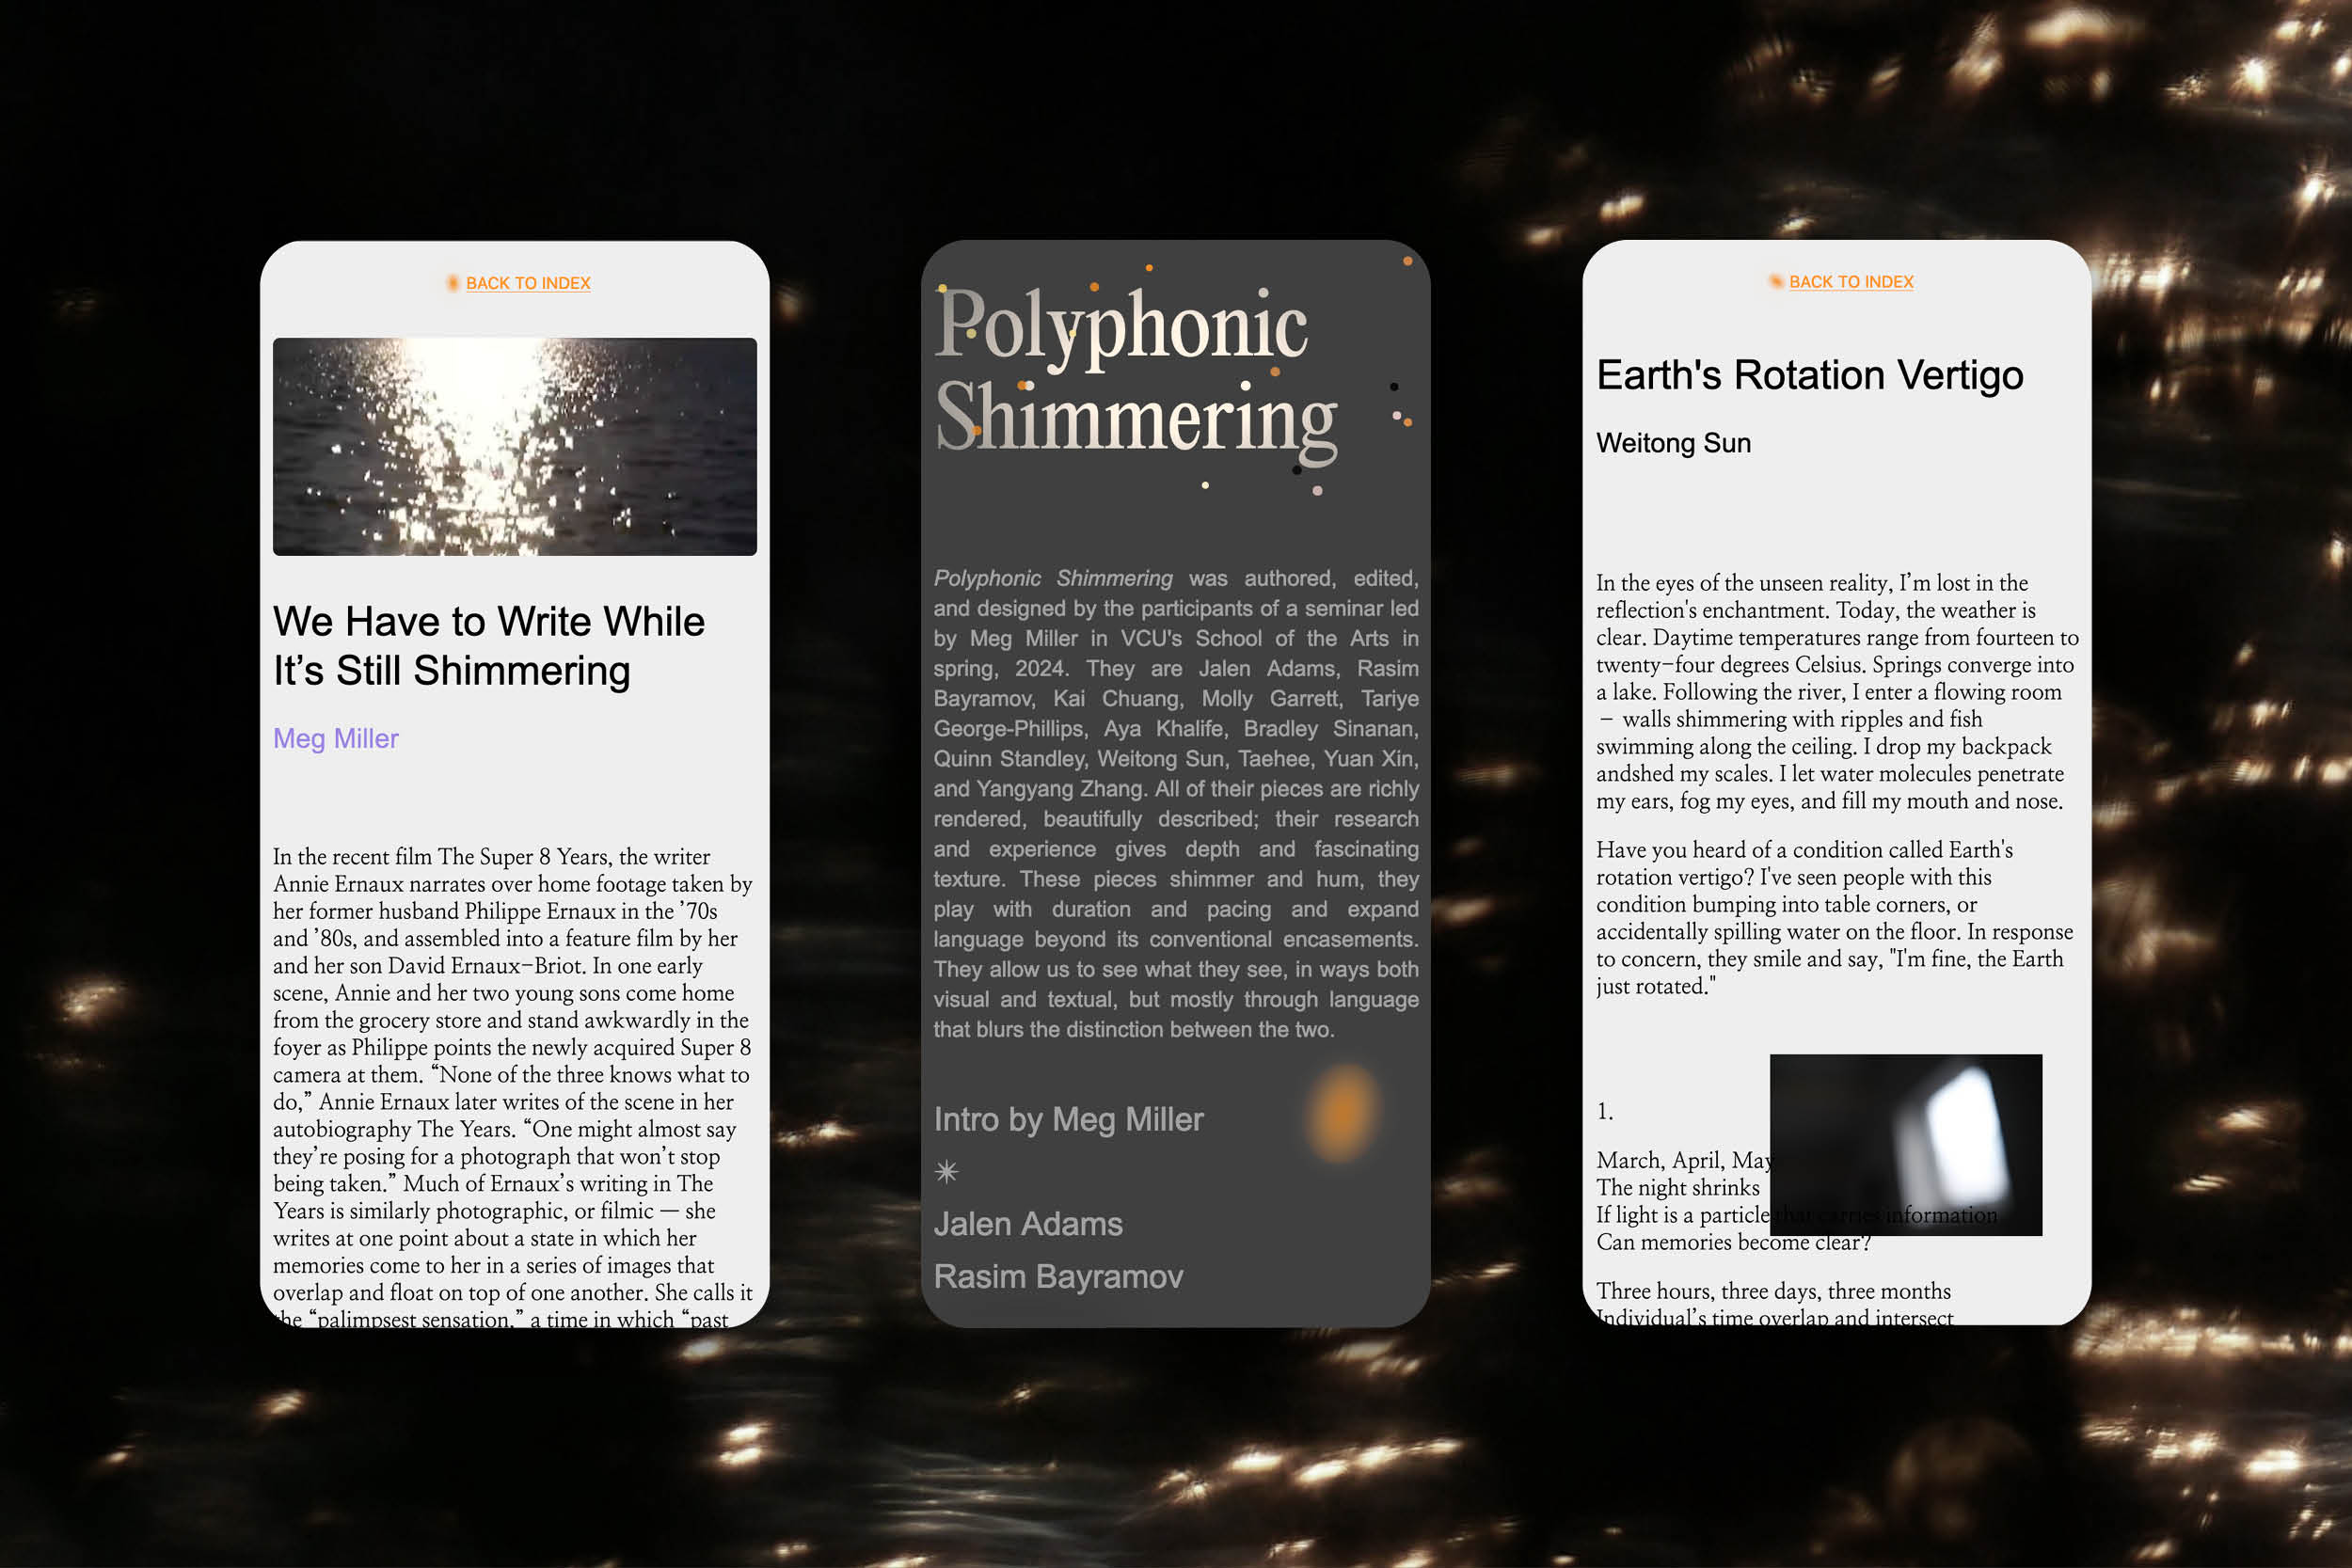 BACK TO INDEX
We Have to Write While
It’s Still Shimmering
Meg Miller
In the recent film The Super 8 Years, the writer
Annie Ernaux narrates over home footage taken by
her former husband Philippe Ernaux in the ’70s
and ’80s, and assembled into a feature film by her
and her son David Ernaux–Briot. In one early
scene, Annie and her two young sons come home
from the grocery store and stand awkwardly in the
foyer as Philippe points the newly acquired Super 8
camera at them. “None of the three knows what to
do,” Annie Ernaux later writes of the scene in her
autobiography The Years. “One might almost say
they’re posing for a photograph that won’t stop
being taken.” Much of Ernaux’s writing in The
Years is similarly photographic, or filmic — she
writes at one point about a state in which her
memories come to her in a series of images that
overlap and float on top of one another. She calls it
the “palimpsest sensation,” a time in which “past
Polyphonic
Shimmering
Polyphonic Shimmering was authored, edited,
and designed by the participants of a seminar led
by Meg Miller in VCU's School of the Arts in
spring, 2024. They are Jalen Adams, Rasim
Bayramov, Kai Chuang, Molly Garrett, Tariye
George-Phillips, Aya Khalife, Bradley Sinanan,
Quinn Standley, Weitong Sun, Taehee, Yuan Xin,
and Yangyang Zhang. All of their pieces are richly
rendered, beautifully described; their research
and experience gives depth and fascinating
texture. These pieces shimmer and hum, they
play with duration and pacing and expand
language beyond its conventional encasements.
They allow us to see what they see, in ways both
visual and textual, but mostly through language
that blurs the distinction between the two.
Intro by Meg Miller
Jalen Adams
Rasim Bayramov
BACK TO INDEX
Earth's Rotation Vertigo
Weitong Sun
In the eyes of the unseen reality, I’m lost in the
reflection's enchantment. Today, the weather is
clear. Daytime temperatures range from fourteen to
twenty–four degrees Celsius. Springs converge into
a lake. Following the river, I enter a flowing room
– walls shimmering with ripples and fish
swimming along the ceiling. I drop my backpack
andshed my scales. I let water molecules penetrate
my ears, fog my eyes, and fill my mouth and nose.
Have you heard of a condition called Earth's
rotation vertigo? I've seen people with this
condition bumping into table corners, or
accidentally spilling water on the floor. In response
to concern, they smile and say, "I'm fine, the Earth
just rotated."
1.
March, April, May
The night shrinks
If light is a particle that carries information
Can memories become clear?
Three hours, three days, three months
Individual’s time overlap and intersect